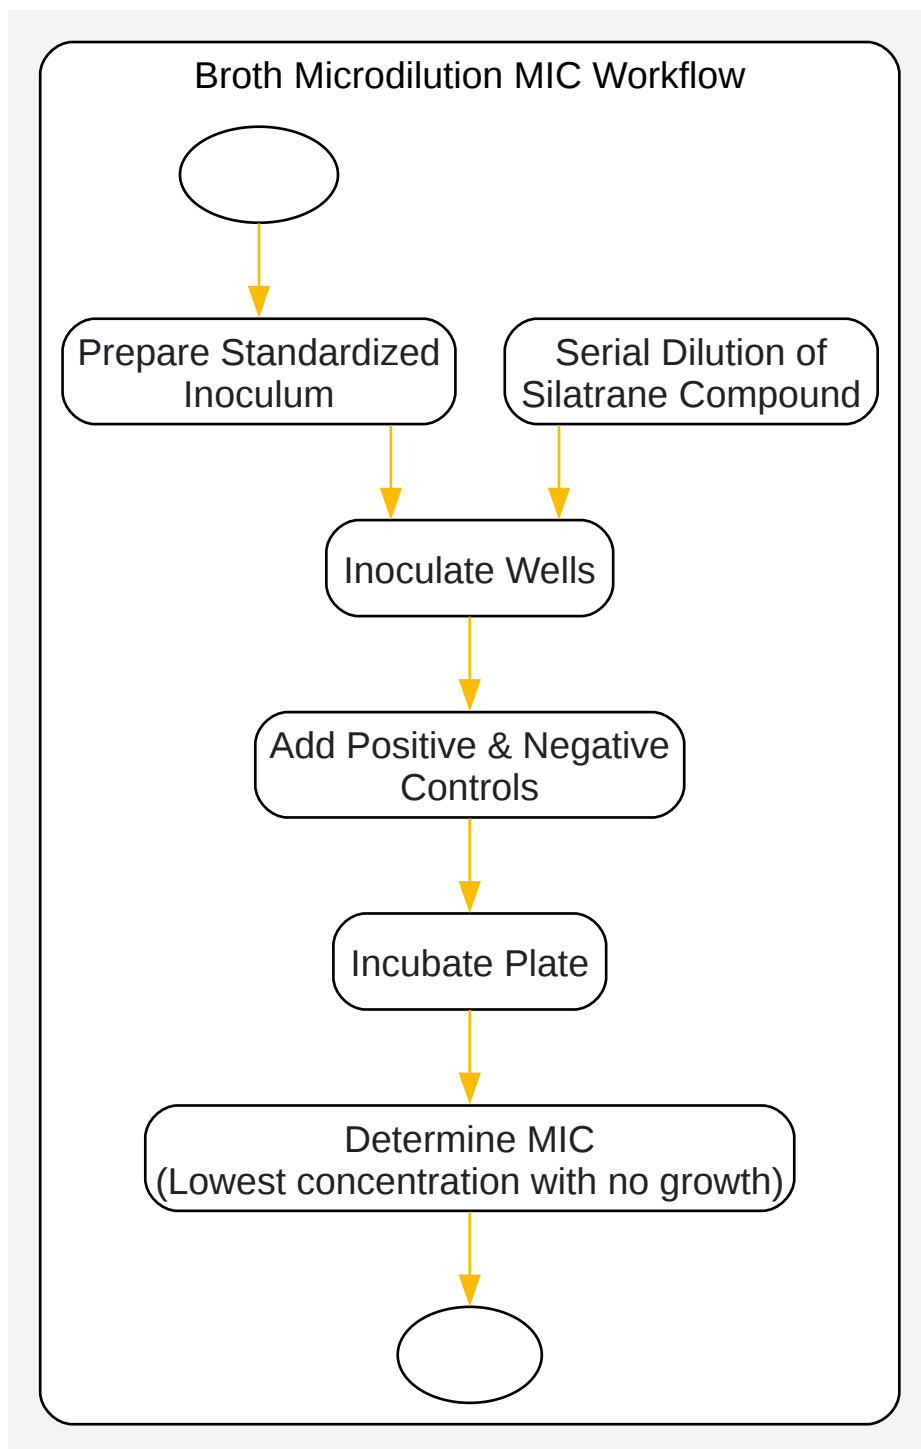 Broth Microdilution MIC Workflow
Prepare Standardized
Inoculum
Serial Dilution of
Silatrane Compound
Inoculate Wells
Add Positive & Negative
Controls
Incubate Plate
Determine MIC
(Lowest concentration with no growth)